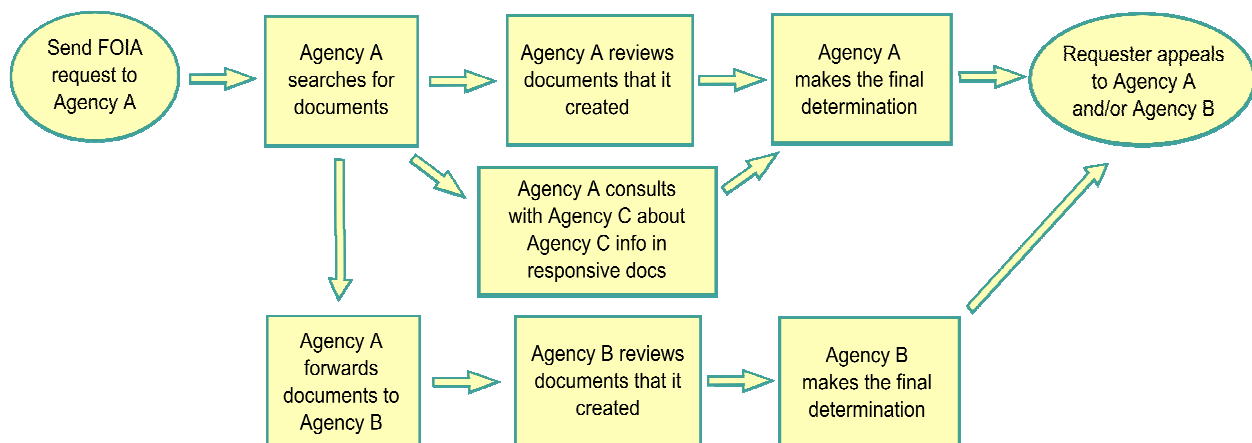 Send FOIA
request to
Agency A
Agency A
searches for
documents
Agency A reviews
documents that it
created
Agency A
makes the final
determination
Requester appeals
to Agency A
and/or Agency B
Agency A consults
with Agency C about
Agency C info in
responsive docs
Agency A
forwards
documents to
Agency B
Agency B reviews
documents that it
created
Agency B
makes the final
determination